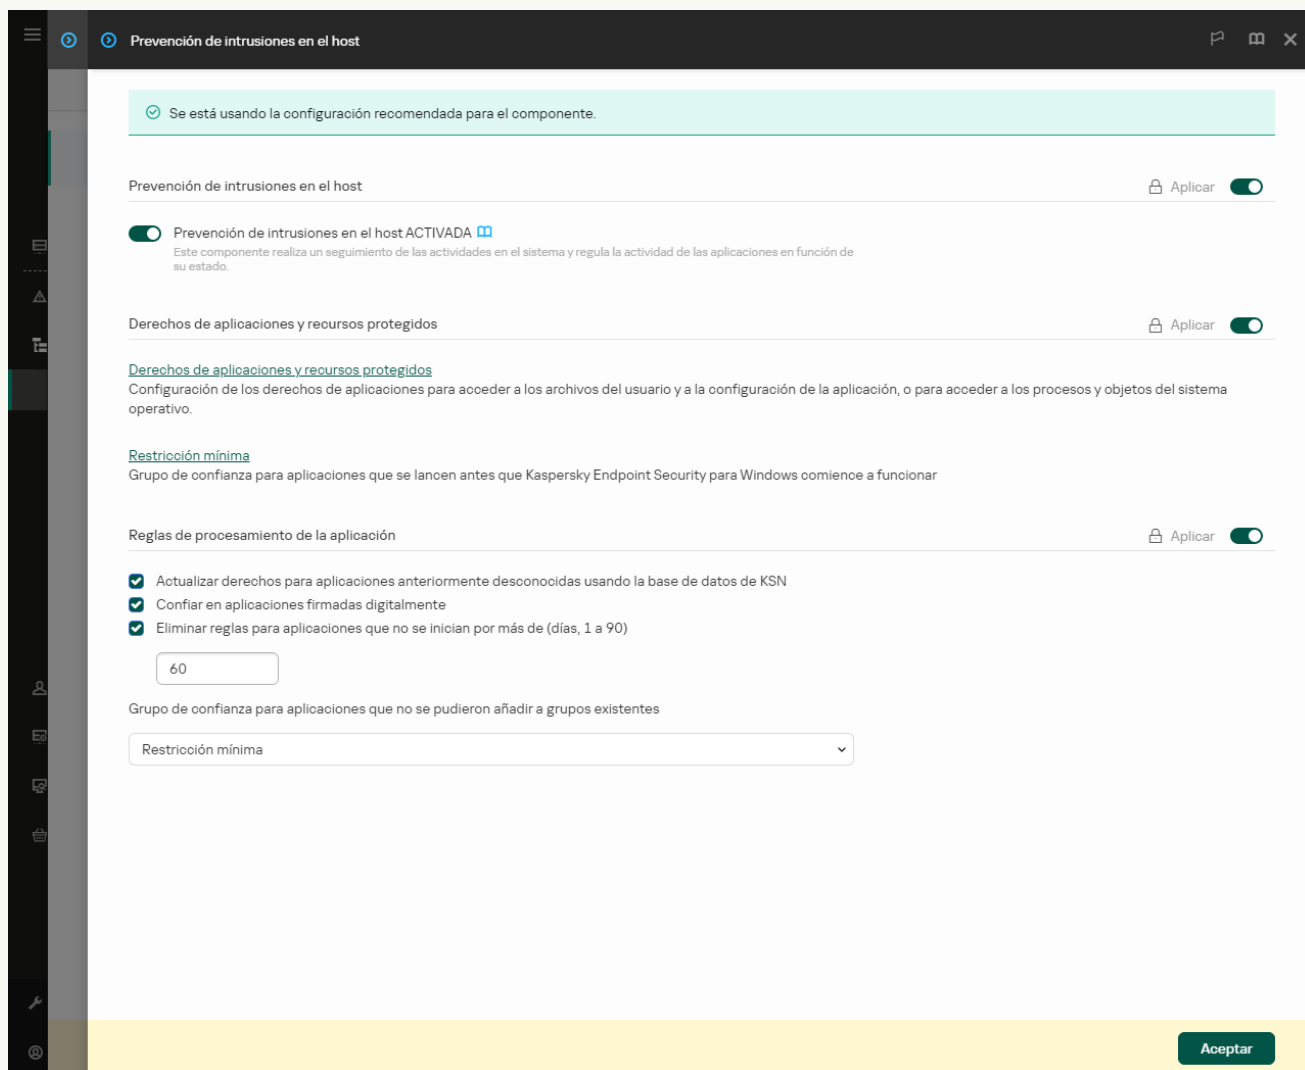 Prevención de intrusiones en el host
Se está usando la configuración recomendada para el componente.
Prevención de intrusiones en el host
Aplicar
Prevención de intrusiones en el host ACTIVADA
Este componente realiza un seguimiento de las actividades en el sistema y regula la actividad de las aplicaciones en función de
su estado.
Derechos de aplicaciones y recursos protegidos
Aplicar
Derechos de aplicaciones y recursos protegidos
Configuración de los derechos de aplicaciones para acceder a los archivos del usuario y a la configuración de la aplicación, o para acceder a los procesos y objetos del sistema
operativo.
Restricción mínima
Grupo de confianza para aplicaciones que se lancen antes que Kaspersky Endpoint Security para Windows comience a funcionar
Reglas de procesamiento de la aplicación
Aplicar
Actualizar derechos para aplicaciones anteriormente desconocidas usando la base de datos de KSN
Confiar en aplicaciones firmadas digitalmente
Eliminar reglas para aplicaciones que no se inician por más de (días, 1 a 90)
60
Grupo de confianza para aplicaciones que no se pudieron añadir a grupos existentes
Restricción mínima
Aceptar